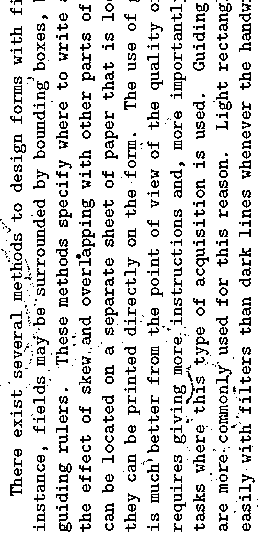 There exist several methods to design forms with fi
instance, fields may be surrounded by bounding boxes,
guiding rulers. These methods specify where to write
the effect of skew and overlapping with other parts of
can be located on a separate sheet of paper that is lo
they can be printed directly on the form. The use of
is much better from the point of view of the quality o
requires giving more instructions and, more importantly
tasks where this type of acquisition is used. Guiding
are more commonly used for this reason. Light rectang
easily with filters than dark lines whenever the handw